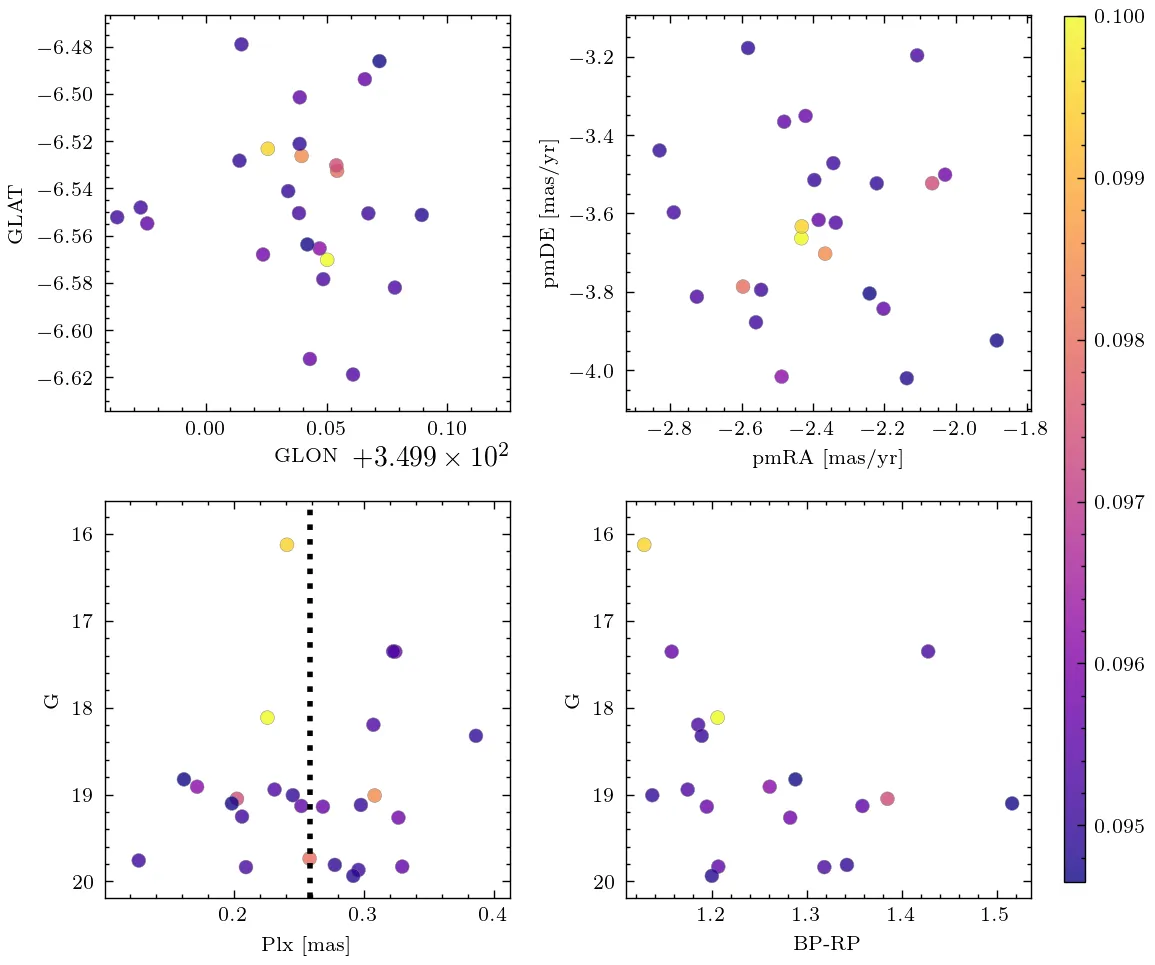 −6.48
−6.50
−6.52
−6.54
−6.56
−6.58
−6.60
−6.62
GLAT
0.00 0.05 0.10
GLON +3.499 × 10²
−3.2
−3.4
−3.6
−3.8
−4.0
pmDE [mas/yr]
−2.8 −2.6 −2.4 −2.2 −2.0 −1.8
pmRA [mas/yr]
16
17
18
19
20
G
0.2 0.3 0.4
Plx [mas]
16
17
18
19
20
G
1.2 1.3 1.4 1.5
BP-RP
0.100
0.099
0.098
0.097
0.096
0.095